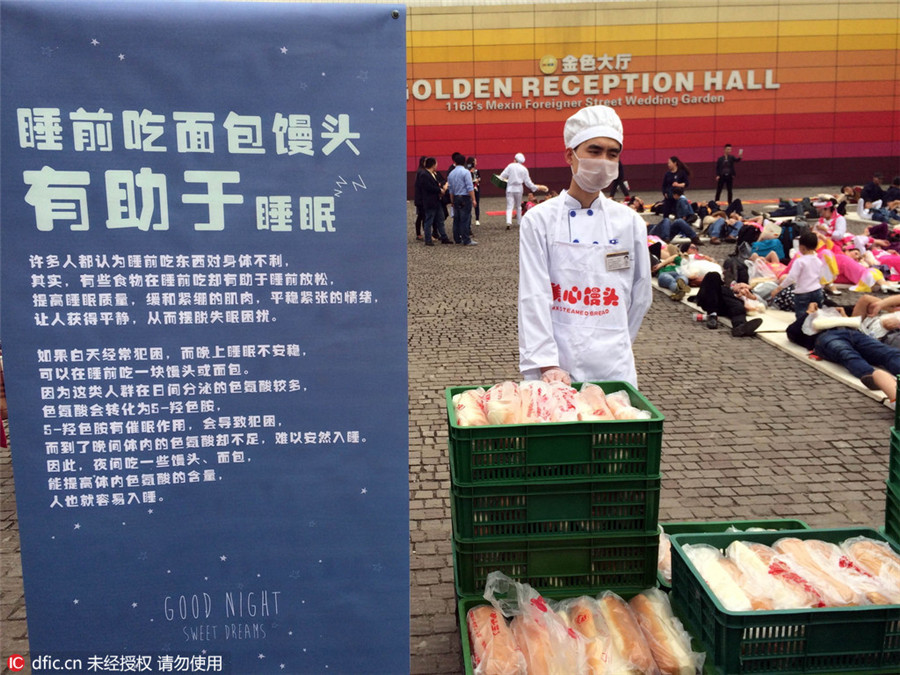 睡前吃面包馒头
有助于睡眠
zzZ
许多人都认为睡前吃东西对身体不利，
其实，有些食物在睡前吃却有助于睡前放松，
提高睡眠质量，缓和紧绷的肌肉，平稳紧张的情绪，
让人获得平静，从而摆脱失眠困扰。
如果白天经常犯困，而晚上睡眠不安稳，
可以在睡前吃一块馒头或面包。
因为这类人群在日间分泌的色氨酸较多，
色氨酸会转化为5-羟色胺，
5-羟色胺有催眠作用，会导致犯困，
而到了晚间体内的色氨酸却不足，难以安然入睡。
因此，夜间吃一些馒头、面包，
能提高体内色氨酸的含量，
人也就容易入睡。
GOOD NIGHT
SWEET DREAMS
金色大厅
GOLDEN RECEPTION HALL
1168's Mexin Foreigner Street Wedding Garden
美心馒头
STEAMED BREAD
IC dfic.cn 未经授权 请勿使用